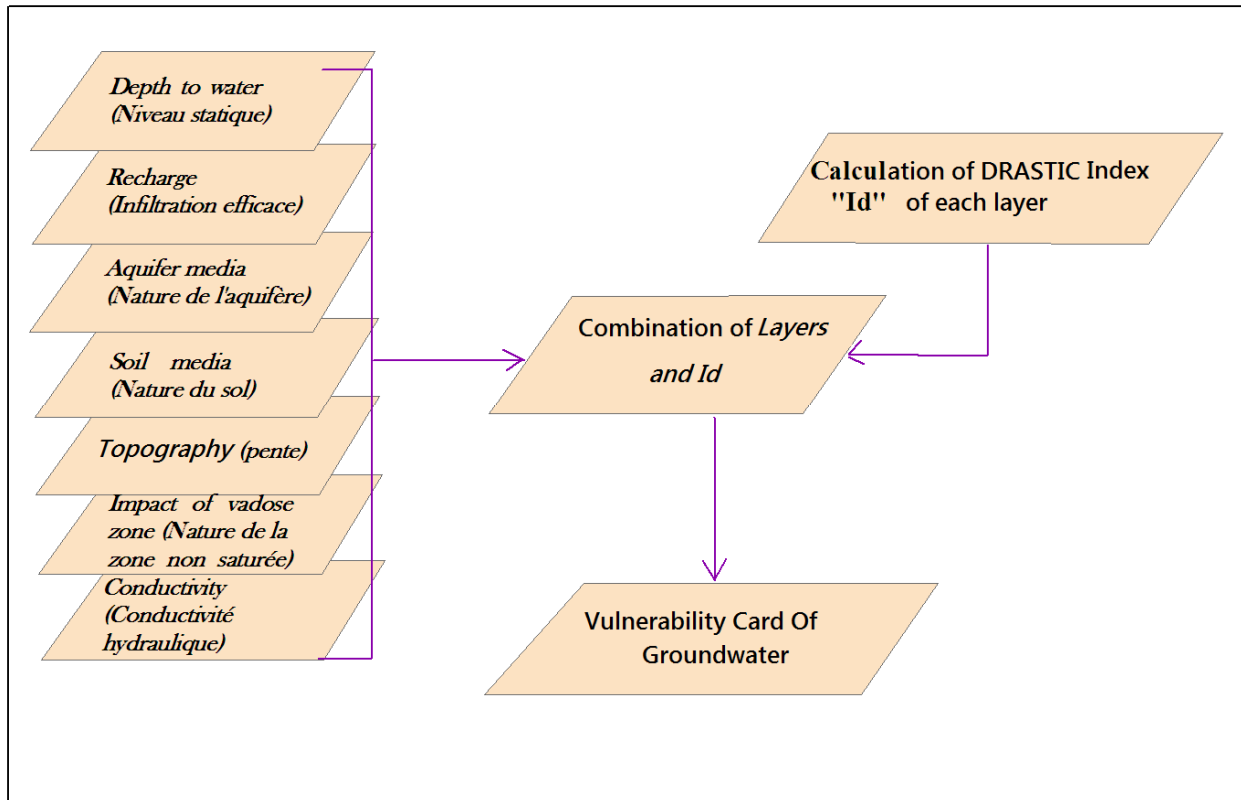 Depth to water
(Niveau statique)
Recharge
(Infiltration efficace)
Aquifer media
(Nature de l'aquifère)
Soil media
(Nature du sol)
Topography (pente)
Impact of vadose
zone (Nature de la
zone non saturée)
Conductivity
(Conductivité
hydraulique)
Calculation of DRASTIC Index
"Id" of each layer
Combination of Layers
and Id
Vulnerability Card Of
Groundwater